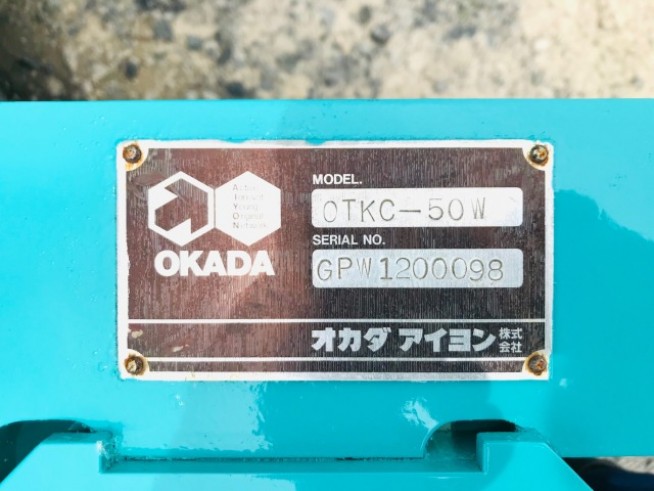 MODEL.
OTKC-50W
SERIAL NO.
GPW1200098
OKADA
オカダ アイヨン 株式会社